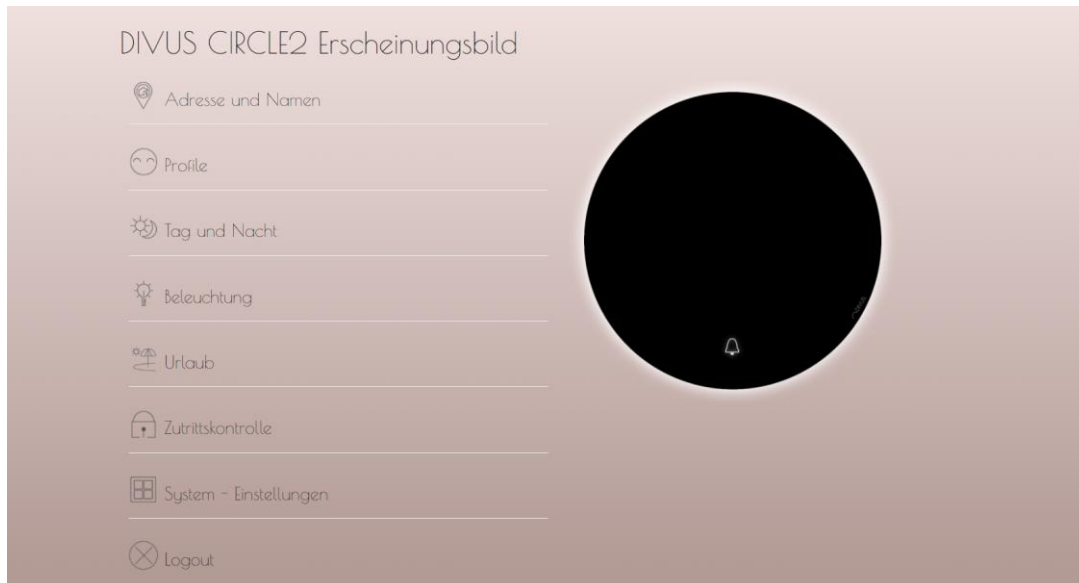 DIVUS CIRCLE2 Erscheinungsbild
Adresse und Namen
Profile
Tag und Nacht
Beleuchtung
Urlaub
Zutrittskontrolle
System - Einstellungen
Logout